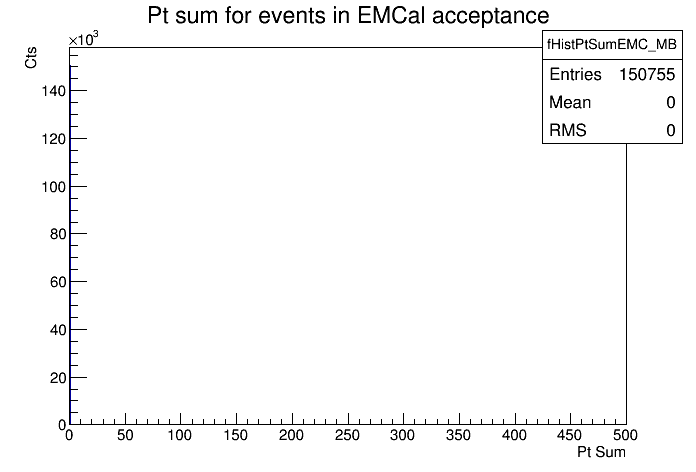 Pt sum for events in EMCal acceptance
×10³
Cts
fHistPtSumEMC_MB
Entries 150755
Mean 0
RMS 0
140
120
100
80
60
40
20
0
0 50 100 150 200 250 300 350 400 450 500
Pt Sum